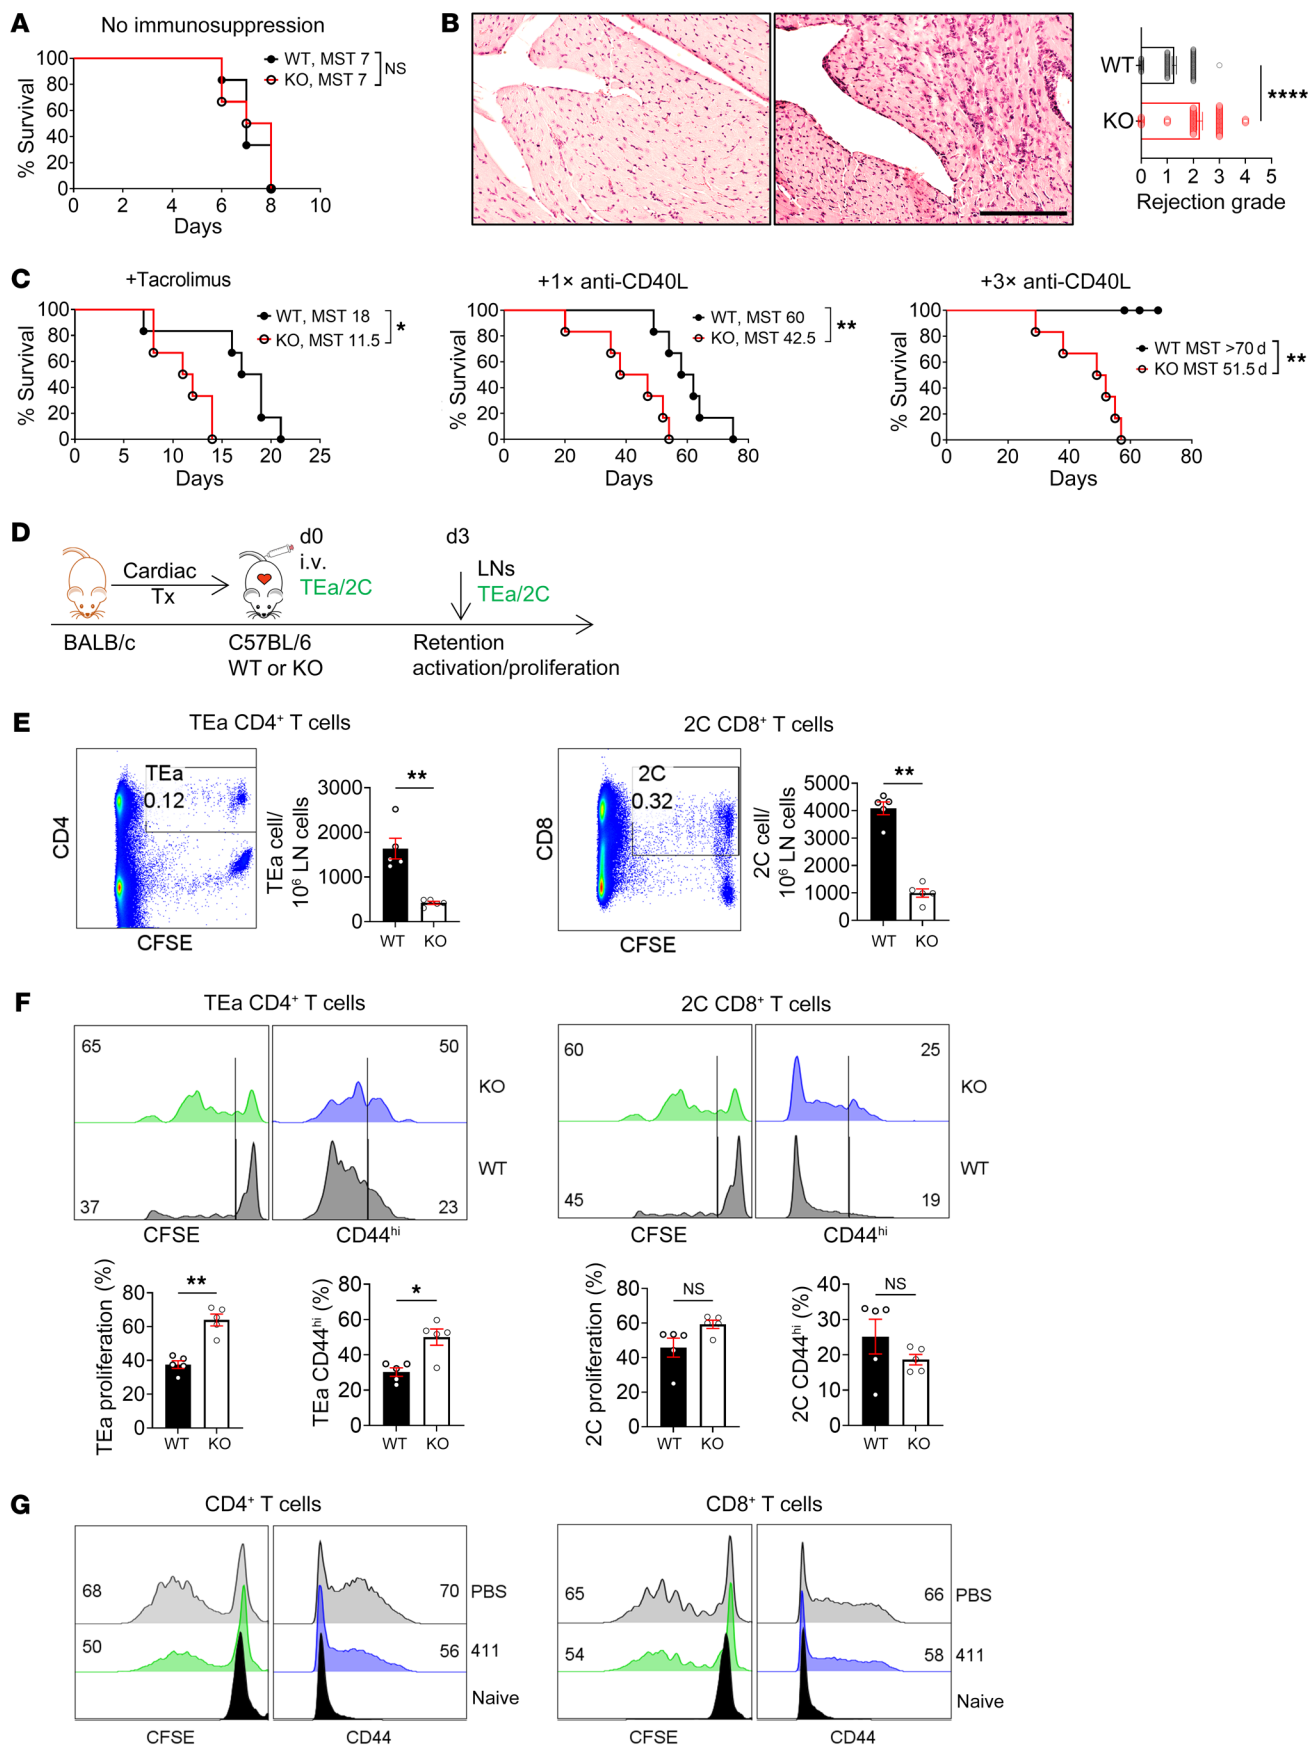 A
No immunosuppression
% Survival
100
80
60
40
20
0
WT, MST 7
KO, MST 7
NS
0 2 4 6 8 10
Days
B
WT
KO
****
0 1 2 3 4 5
Rejection grade
C
+Tacrolimus
% Survival
100
80
60
40
20
0
WT, MST 18
KO, MST 11.5
*
0 5 10 15 20 25
Days
+1× anti-CD40L
% Survival
100
80
60
40
20
0
WT, MST 60
KO, MST 42.5
**
0 20 40 60 80
Days
+3× anti-CD40L
% Survival
100
80
60
40
20
0
WT MST >70 d
KO MST 51.5 d
**
0 20 40 60 80
Days
D
Cardiac
Tx
d0
i.v.
TEa/2C
d3
LNs
TEa/2C
BALB/c
C57BL/6
WT or KO
Retention
activation/proliferation
E
TEa CD4⁺ T cells
CD4
TEa
0.12
CFSE
TEa cell/
10⁶ LN cells
3000
2000
1000
0
**
WT KO
2C CD8⁺ T cells
CD8
2C
0.32
CFSE
2C cell/
10⁶ LN cells
5000
4000
3000
2000
1000
0
**
WT KO
F
TEa CD4⁺ T cells
65 50
KO
WT
37 23
CFSE CD44ʰⁱ
2C CD8⁺ T cells
60 25
KO
WT
45 19
CFSE CD44ʰⁱ
TEa proliferation (%)
80
60
40
20
0
**
WT KO
TEa CD44ʰⁱ (%)
80
60
40
20
0
*
WT KO
2C proliferation (%)
80
60
40
20
0
NS
WT KO
2C CD44ʰⁱ (%)
40
30
20
10
0
NS
WT KO
G
CD4⁺ T cells
68 70 PBS
50 56 411
Naive
CFSE CD44
CD8⁺ T cells
65 66 PBS
54 58 411
Naive
CFSE CD44